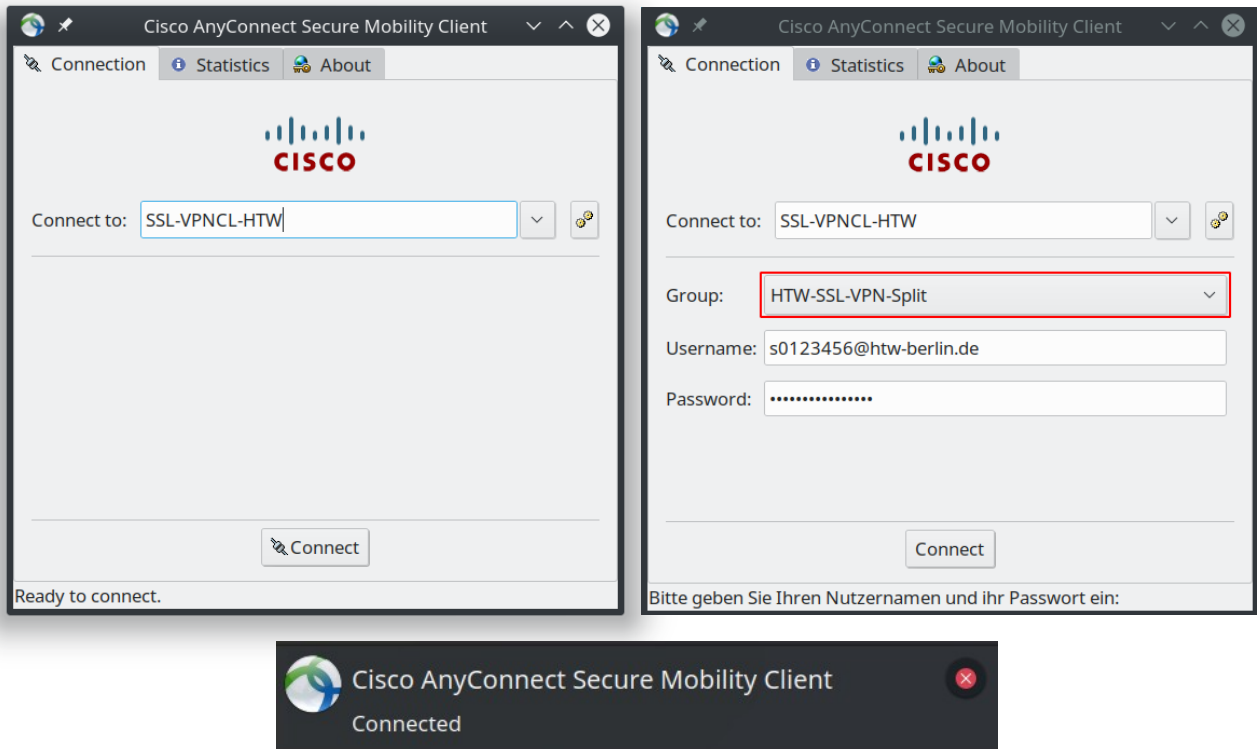 Cisco AnyConnect Secure Mobility Client
Connection Statistics About
CISCO
Connect to: SSL-VPNCL-HTW
Connect
Ready to connect.
Cisco AnyConnect Secure Mobility Client
Connection Statistics About
CISCO
Connect to: SSL-VPNCL-HTW
Group: HTW-SSL-VPN-Split
Username: s0123456@htw-berlin.de
Password: ••••••••••••••••
Connect
Bitte geben Sie Ihren Nutzernamen und ihr Passwort ein:
Cisco AnyConnect Secure Mobility Client
Connected